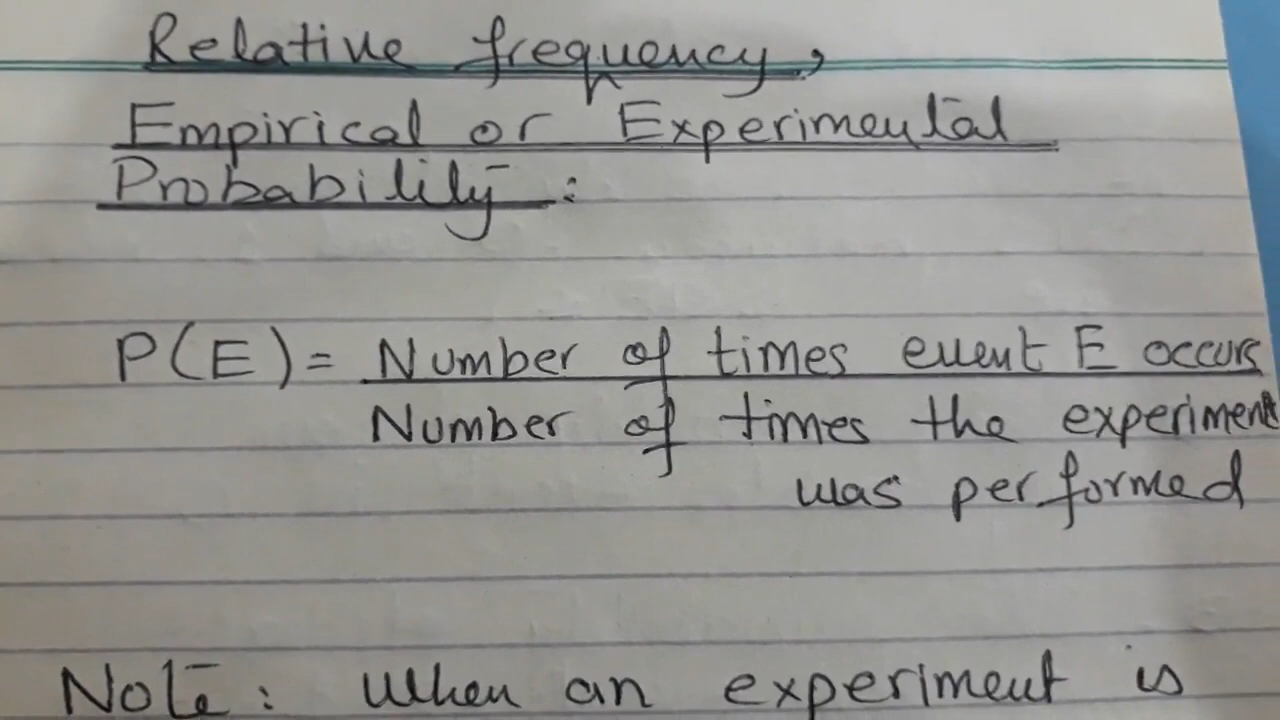 Relative frequency,
Empirical or Experimental
Probability:
P(E) = Number of times event E occurs
Number of times the experiment
was performed
Note: When an experiment is